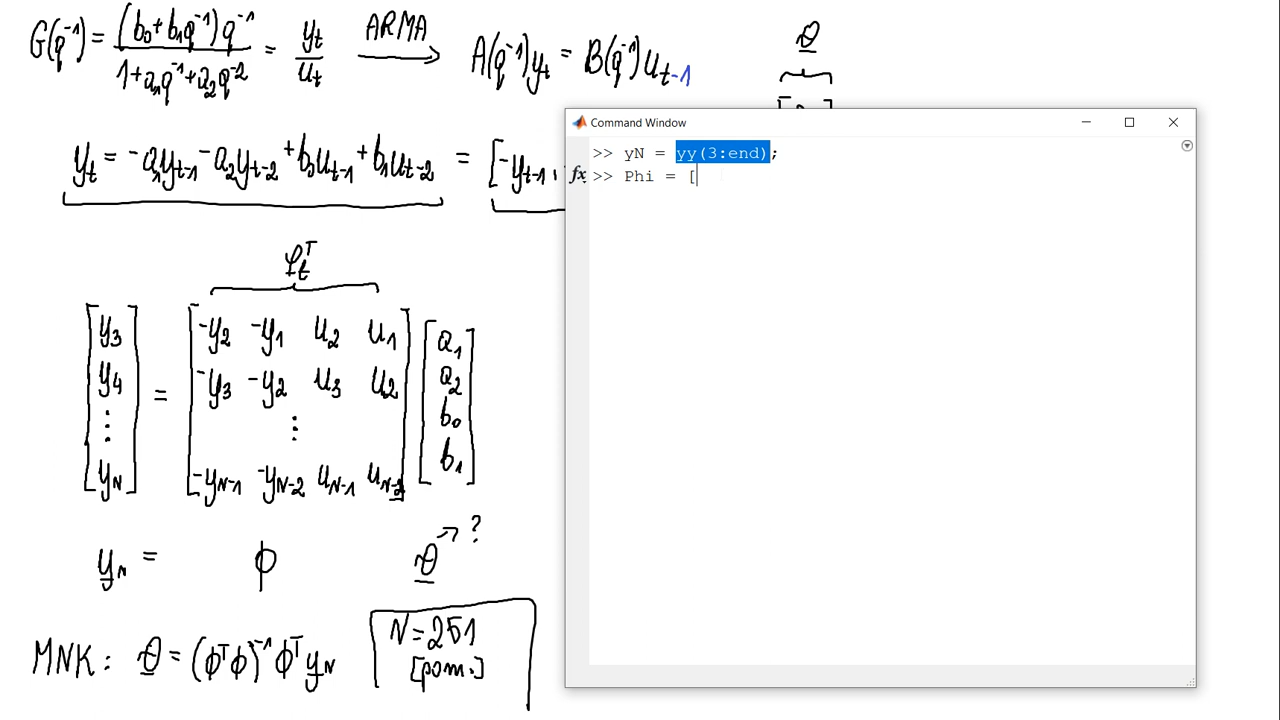 G(q⁻¹) = (b₀+b₁q⁻¹)q⁻¹ / 1+a₁q⁻¹+a₂q⁻² = yₜ/uₜ ARMA → A(q⁻¹)yₜ = B(q⁻¹)uₜ₋₁ θ
yₜ = -a₁yₜ₋₁ -a₂yₜ₋₂ +b₀uₜ₋₁ + b₁uₜ₋₂ = [-yₜ₋₁,
Command Window
>> yN = yy(3:end);
fx >> Phi = [
φₜᵀ
[y₃ = [-y₂ -y₁ u₂ u₁ [a₁
y₄ -y₃ -y₂ u₃ u₂ a₂
⋮ ⋮ b₀
yN] -yN-1 -yN-2 uN-1 uN-2] b₁]
yN = ϕ θ → ?
MNK: θ = (ϕᵀϕ)⁻¹ϕᵀyN
N=251
[pom.]